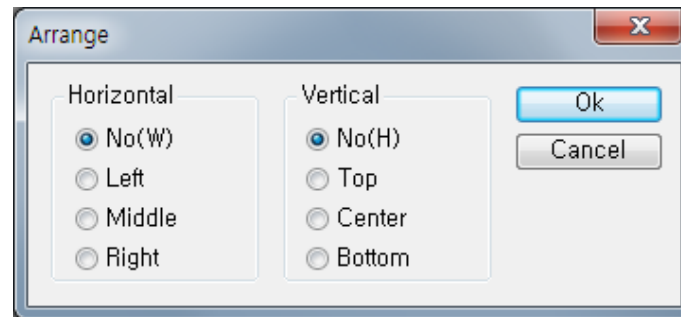 Arrange
Horizontal
No(W)
Left
Middle
Right
Vertical
No(H)
Top
Center
Bottom
Ok
Cancel